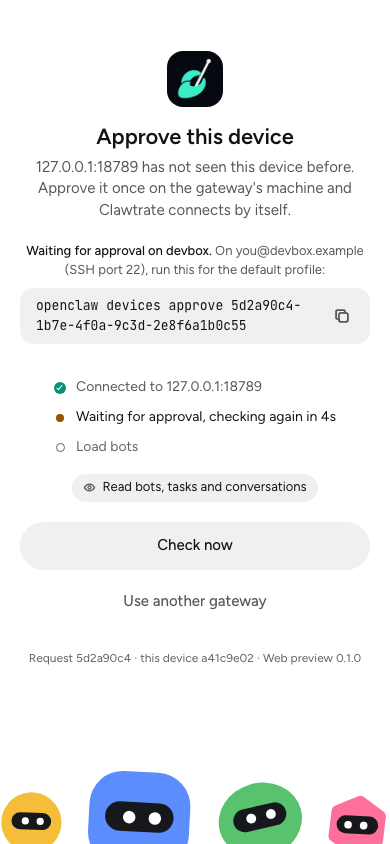 Approve this device
127.0.0.1:18789 has not seen this device before.
Approve it once on the gateway's machine and
Clawtrate connects by itself.
Waiting for approval on devbox. On you@devbox.example
(SSH port 22), run this for the default profile:
openclaw devices approve 5d2a90c4-
1b7e-4f0a-9c3d-2e8f6a1b0c55
Connected to 127.0.0.1:18789
Waiting for approval, checking again in 4s
Load bots
Read bots, tasks and conversations
Check now
Use another gateway
Request 5d2a90c4 · this device a41c9e02 · Web preview 0.1.0